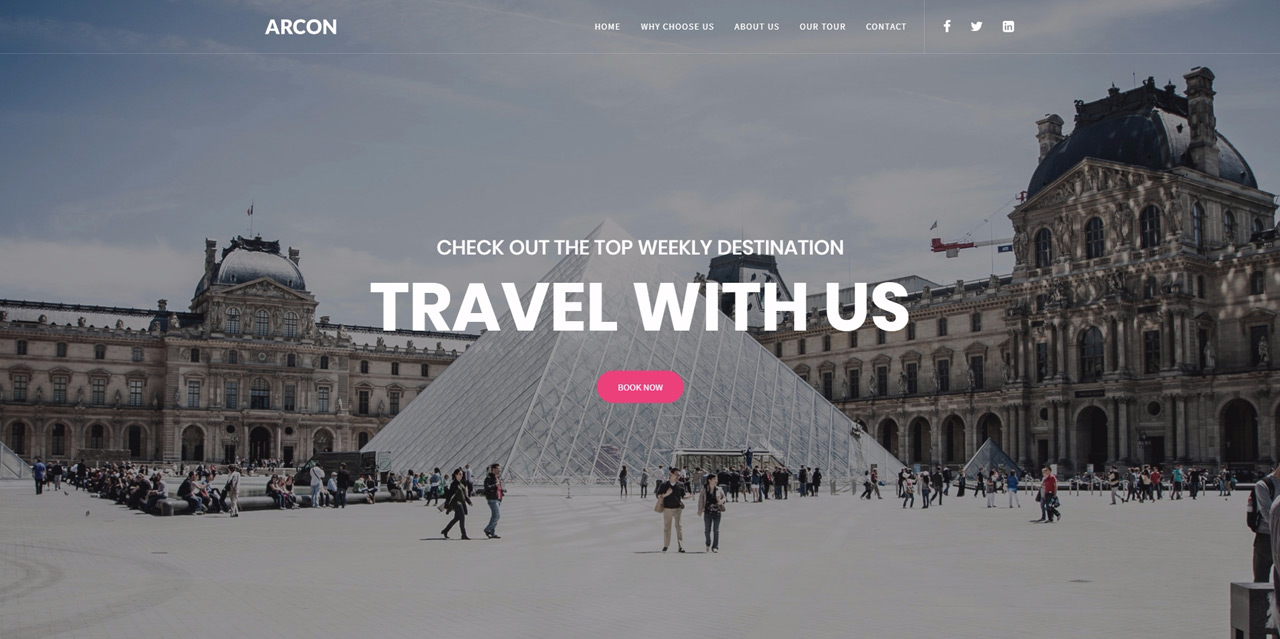 ARCON
HOME WHY CHOOSE US ABOUT US OUR TOUR CONTACT
CHECK OUT THE TOP WEEKLY DESTINATION
TRAVEL WITH US
BOOK NOW